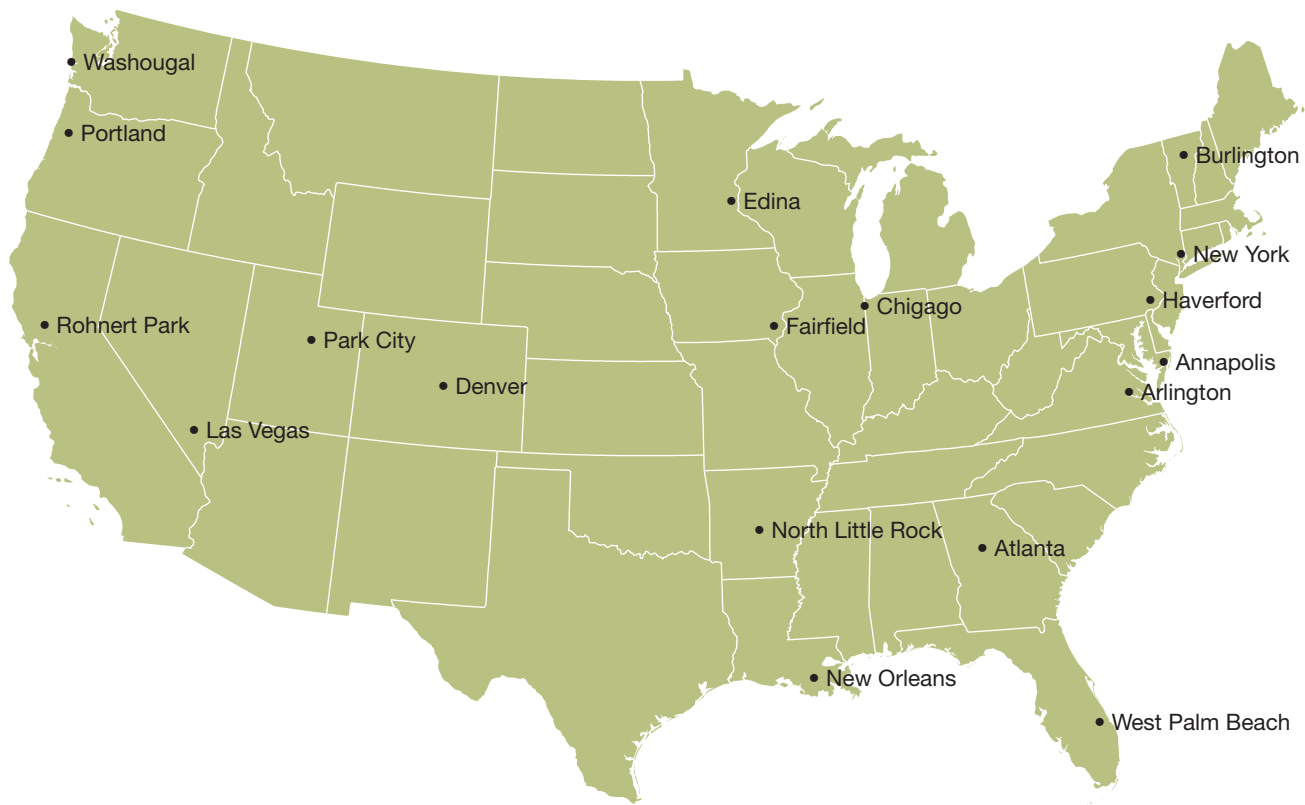 Washougal
Portland
Burlington
Edina
New York
Haverford
Chigago
Rohnert Park
Fairfield
Park City
Annapolis
Denver
Arlington
Las Vegas
North Little Rock
Atlanta
New Orleans
West Palm Beach